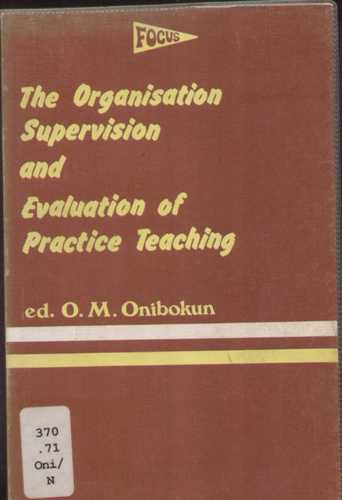 FOCUS
The Organisation
Supervision
and
Evaluation of
Practice Teaching
ed. O. M. Onibokun
370
.71
Oni/
N